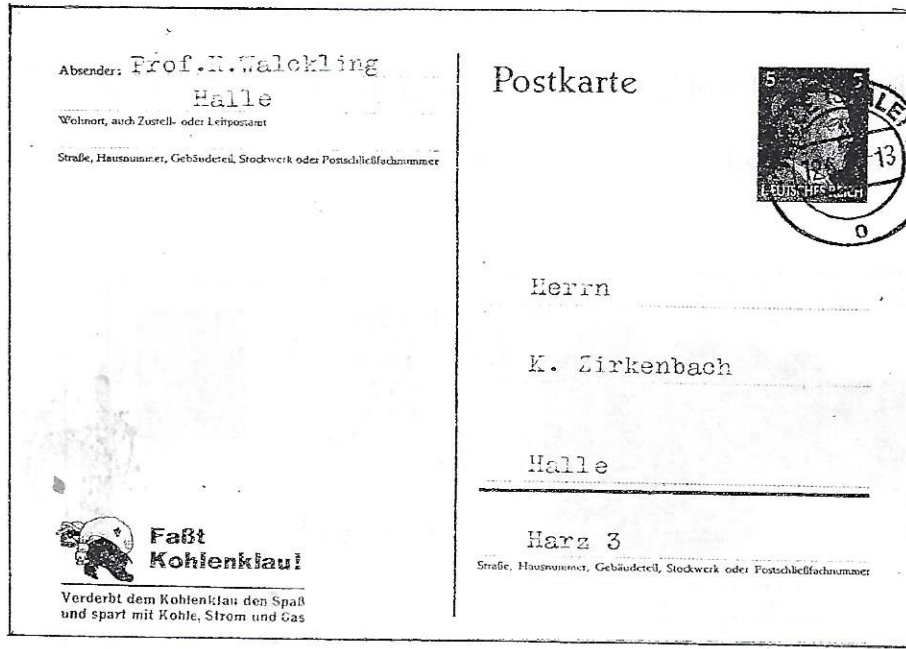 Absender: Prof.H.Walckling
Halle
Wohnort, auch Zustell- oder Leitpostamt
Straße, Hausnummer, Gebäudeteil, Stockwerk oder Postschließfachnummer
Faßt
Kohlenklau!
Verderbt dem Kohlenklau den Spaß
und spart mit Kohle, Strom und Gas
Postkarte
5 5
DEUTSCHES REICH
-13
Herrn
K. Zirkenbach
Halle
Harz 3
Straße, Hausnummer, Gebäudeteil, Stockwerk oder Postschließfachnummer